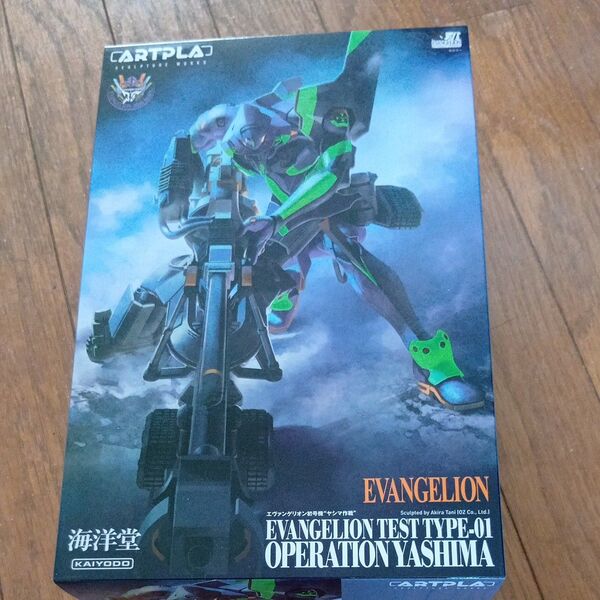 ARTPLA
SCULPTURE WORKS
EVANGELION
エヴァンゲリオン初号機"ヤシマ作戦"
Sculpted by Akira Tani (OZ Co., Ltd.)
EVANGELION TEST TYPE-01
OPERATION YASHIMA
海洋堂
KAIYODO
ARTPLA